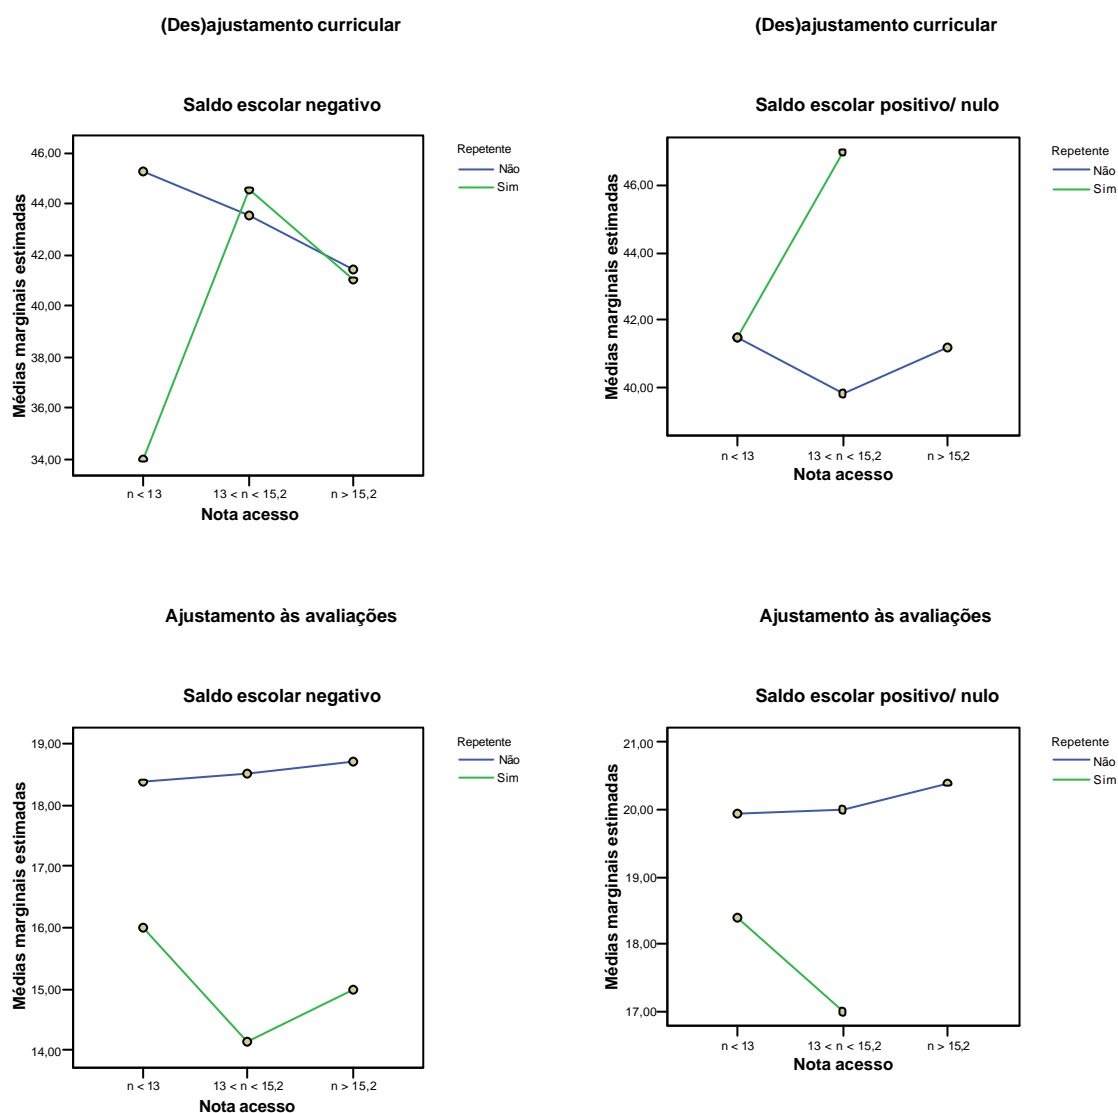 (Des)ajustamento curricular
Saldo escolar negativo
46,00
44,00
42,00
40,00
38,00
36,00
34,00
Médias marginais estimadas
n < 13
13 < n < 15,2
n > 15,2
Nota acesso
Repetente
Não
Sim
(Des)ajustamento curricular
Saldo escolar positivo/ nulo
46,00
44,00
42,00
40,00
Médias marginais estimadas
n < 13
13 < n < 15,2
n > 15,2
Nota acesso
Repetente
Não
Sim
Ajustamento às avaliações
Saldo escolar negativo
19,00
18,00
17,00
16,00
15,00
14,00
Médias marginais estimadas
n < 13
13 < n < 15,2
n > 15,2
Nota acesso
Repetente
Não
Sim
Ajustamento às avaliações
Saldo escolar positivo/ nulo
21,00
20,00
19,00
18,00
17,00
Médias marginais estimadas
n < 13
13 < n < 15,2
n > 15,2
Nota acesso
Repetente
Não
Sim